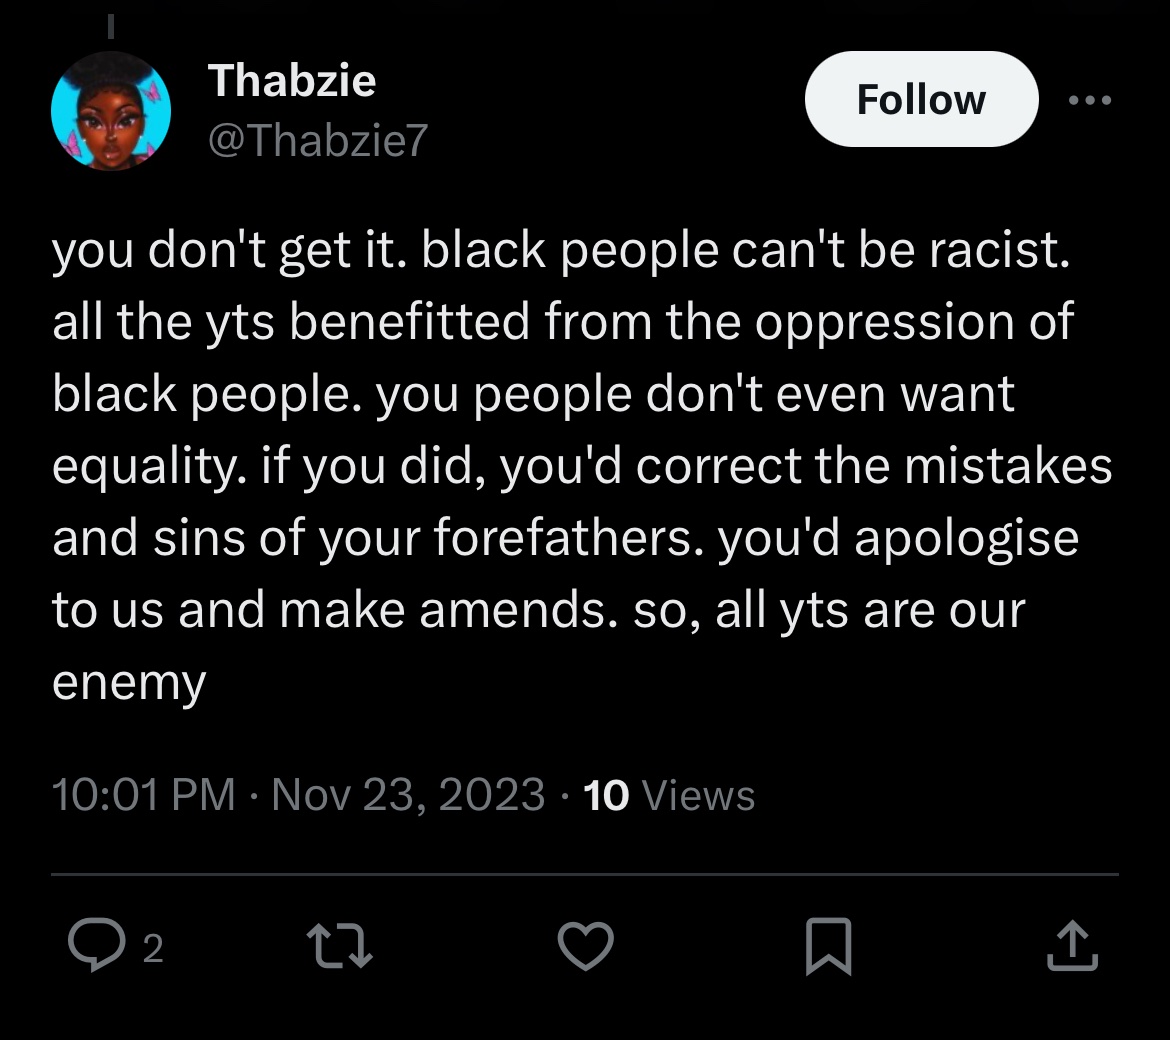 Thabzie
@Thabzie7
Follow
you don't get it. black people can't be racist.
all the yts benefitted from the oppression of
black people. you people don't even want
equality. if you did, you'd correct the mistakes
and sins of your forefathers. you'd apologise
to us and make amends. so, all yts are our
enemy
10:01 PM · Nov 23, 2023 · 10 Views
2